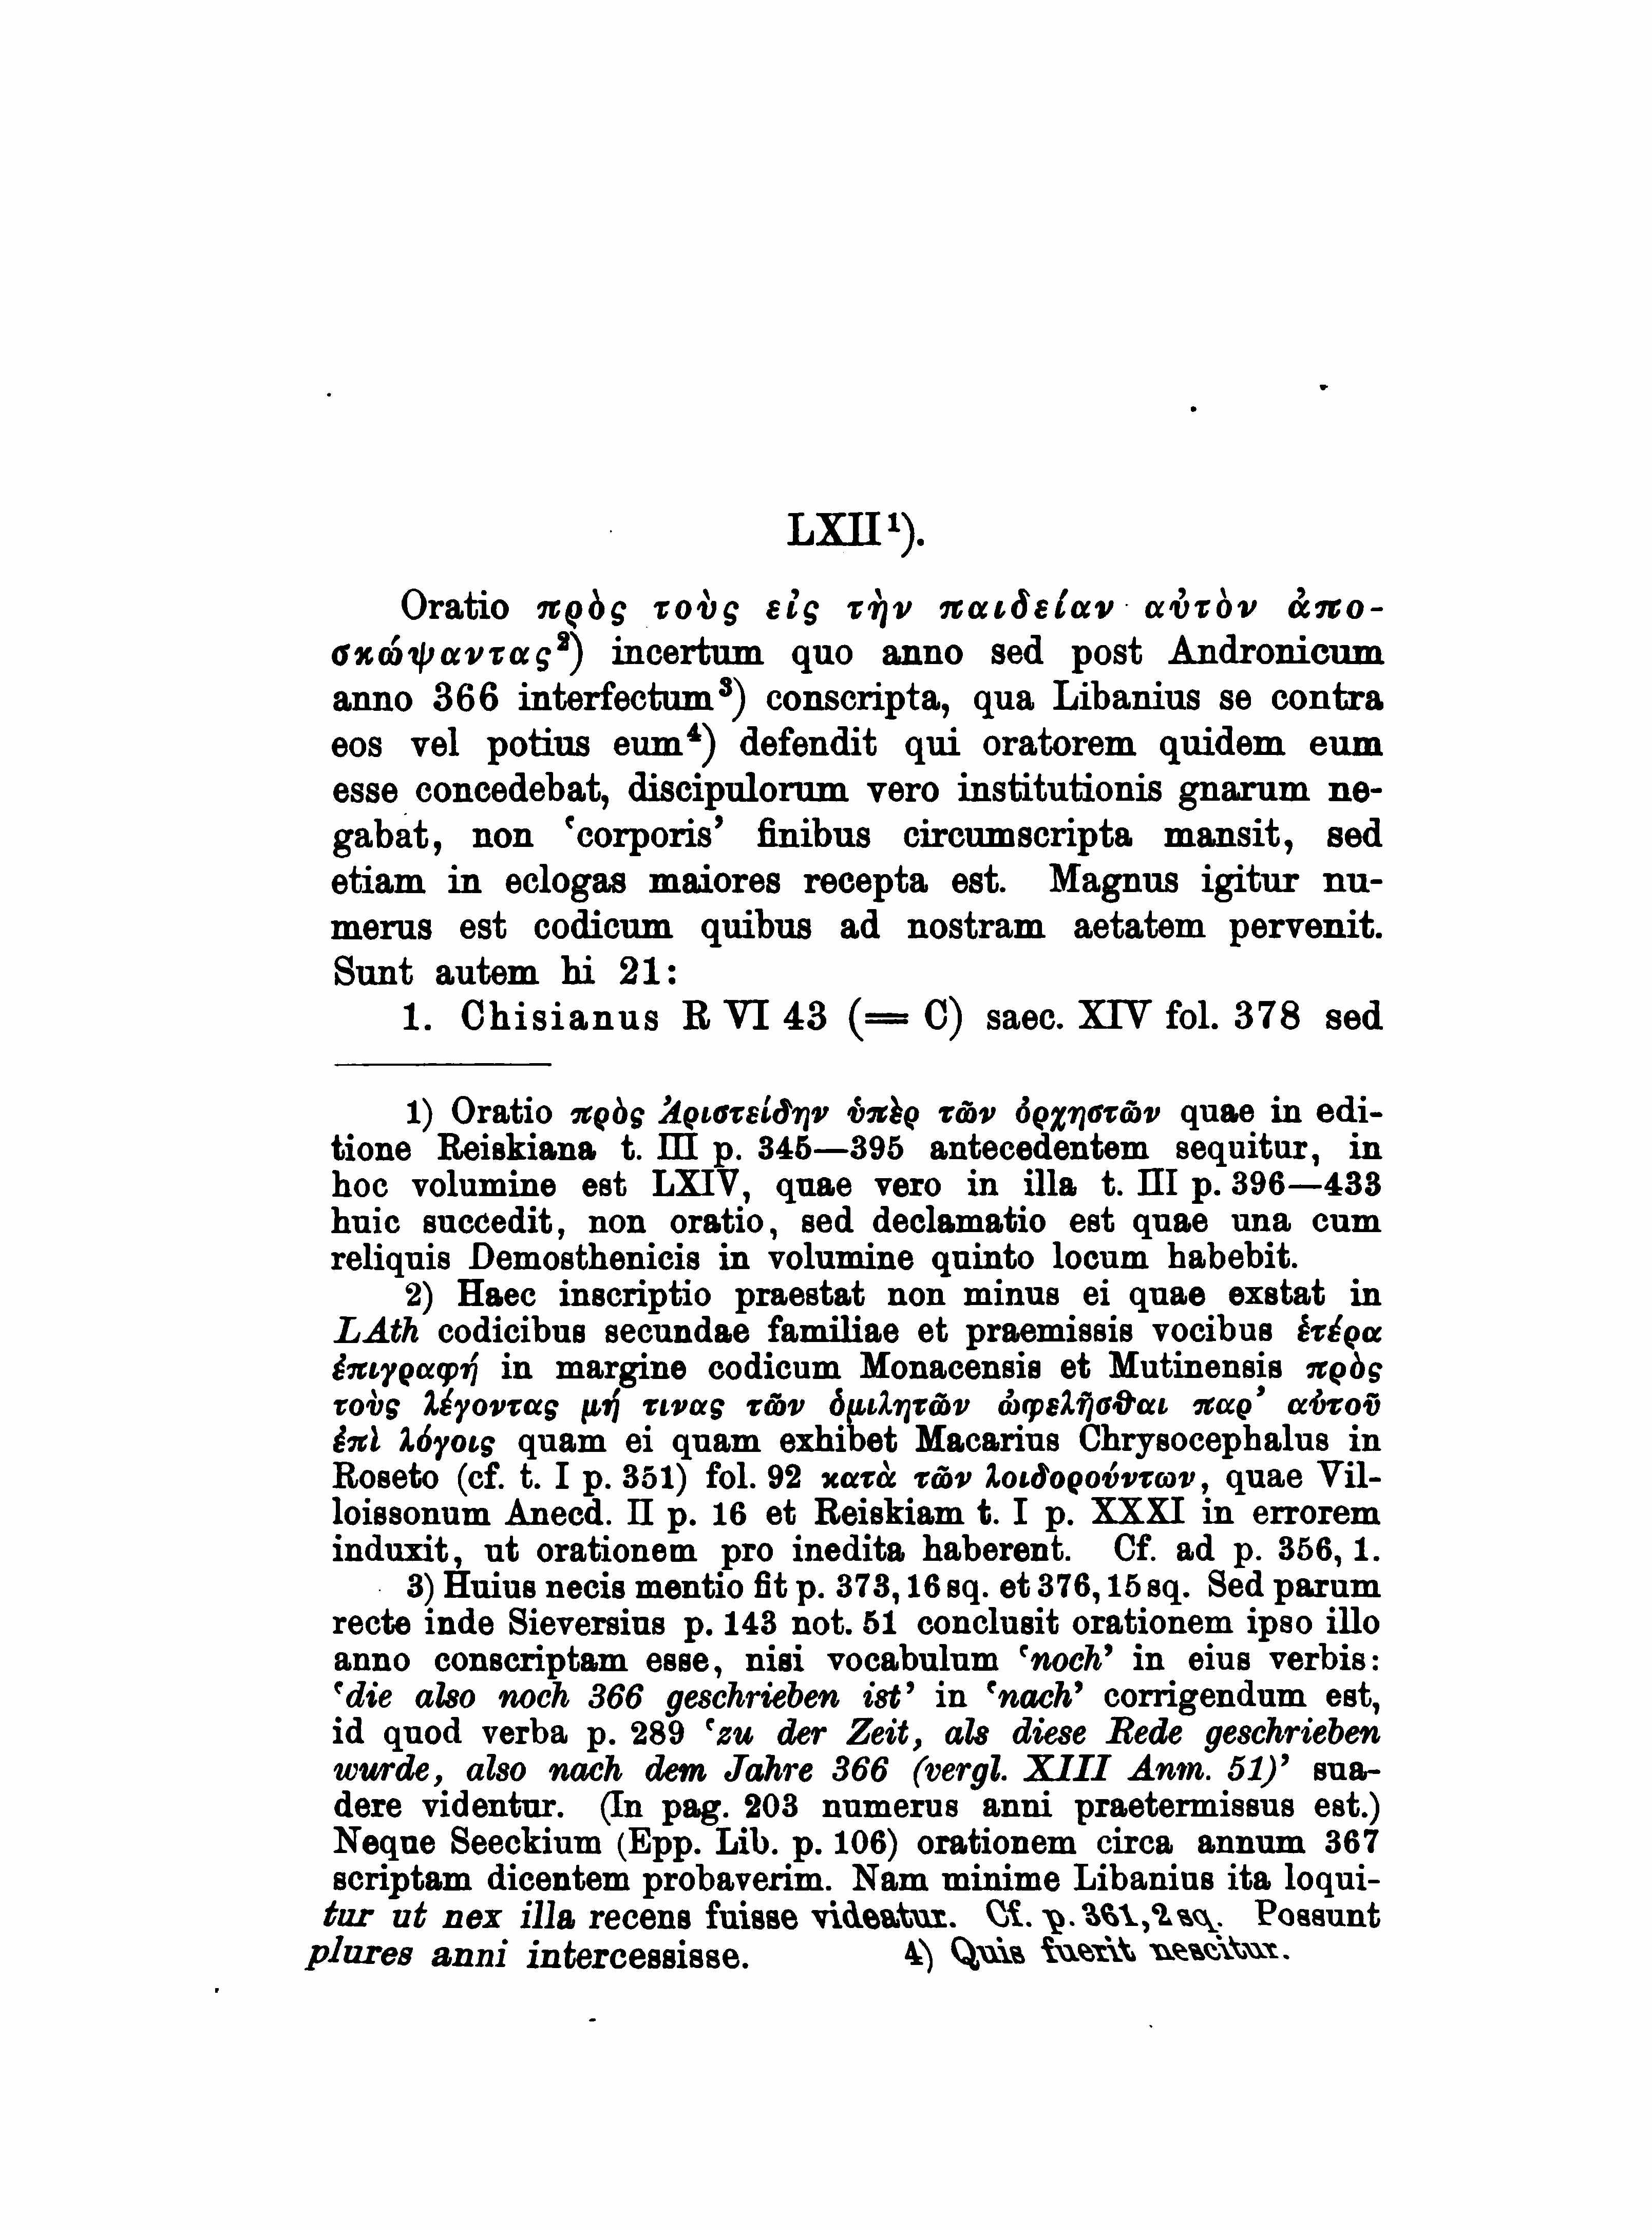 LXII¹).
Oratio πρὸς τοὺς εἰς τὴν παιδείαν αὐτὸν ἀπο-
σκώψαντας²) incertum quo anno sed post Andronicum
anno 366 interfectum³) conscripta, qua Libanius se contra
eos vel potius eum⁴) defendit qui oratorem quidem eum
esse concedebat, discipulorum vero institutionis gnarum ne-
gabat, non ‘corporis’ finibus circumscripta mansit, sed
etiam in eclogas maiores recepta est. Magnus igitur nu-
merus est codicum quibus ad nostram aetatem pervenit.
Sunt autem hi 21:
1. Chisianus R VI 43 (= C) saec. XIV fol. 378 sed
1) Oratio πρὸς Ἀριστείδην ὑπὲρ τῶν ὀρχηστῶν quae in edi-
tione Reiskiana t. III p. 345—395 antecedentem sequitur, in
hoc volumine est LXIV, quae vero in illa t. III p. 396—433
huic succedit, non oratio, sed declamatio est quae una cum
reliquis Demosthenicis in volumine quinto locum habebit.
2) Haec inscriptio praestat non minus ei quae exstat in
LAth codicibus secundae familiae et praemissis vocibus ἑτέρα
ἐπιγραφή in margine codicum Monacensis et Mutinensis πρὸς
τοὺς λέγοντας μή τινας τῶν ὁμιλητῶν ὠφελῆσθαι παρ’ αὐτοῦ
ἐπὶ λόγοις quam ei quam exhibet Macarius Chrysocephalus in
Roseto (cf. t. I p. 351) fol. 92 κατὰ τῶν λοιδορούντων, quae Vil-
loissonum Anecd. II p. 16 et Reiskiam t. I p. XXXI in errorem
induxit, ut orationem pro inedita haberent. Cf. ad p. 356, 1.
3) Huius necis mentio fit p. 373, 16 sq. et 376, 15 sq. Sed parum
recte inde Sieversius p. 143 not. 51 conclusit orationem ipso illo
anno conscriptam esse, nisi vocabulum ‘noch’ in eius verbis:
‘die also noch 366 geschrieben ist’ in ‘nach’ corrigendum est,
id quod verba p. 289 ‘zu der Zeit, als diese Rede geschrieben
wurde, also nach dem Jahre 366 (vergl. XIII Anm. 51)’ sua-
dere videntur. (In pag. 203 numerus anni praetermissus est.)
Neque Seeckium (Epp. Lib. p. 106) orationem circa annum 367
scriptam dicentem probaverim. Nam minime Libanius ita loqui-
tur ut nex illa recens fuisse videatur. Cf. p. 361, 2 sq. Possunt
plures anni intercessisse. 4) Quis fuerit nescitur.